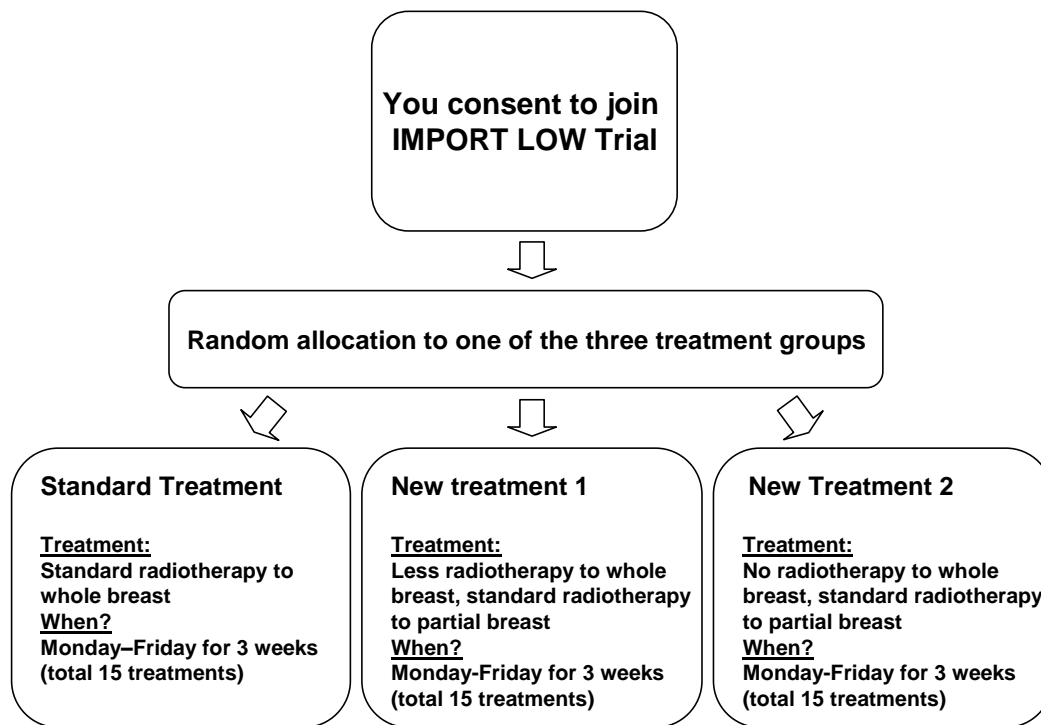 You consent to join
IMPORT LOW Trial
Random allocation to one of the three treatment groups
Standard Treatment
Treatment:
Standard radiotherapy to
whole breast
When?
Monday–Friday for 3 weeks
(total 15 treatments)
New treatment 1
Treatment:
Less radiotherapy to whole
breast, standard radiotherapy
to partial breast
When?
Monday-Friday for 3 weeks
(total 15 treatments)
New Treatment 2
Treatment:
No radiotherapy to whole
breast, standard radiotherapy
to partial breast
When?
Monday-Friday for 3 weeks
(total 15 treatments)